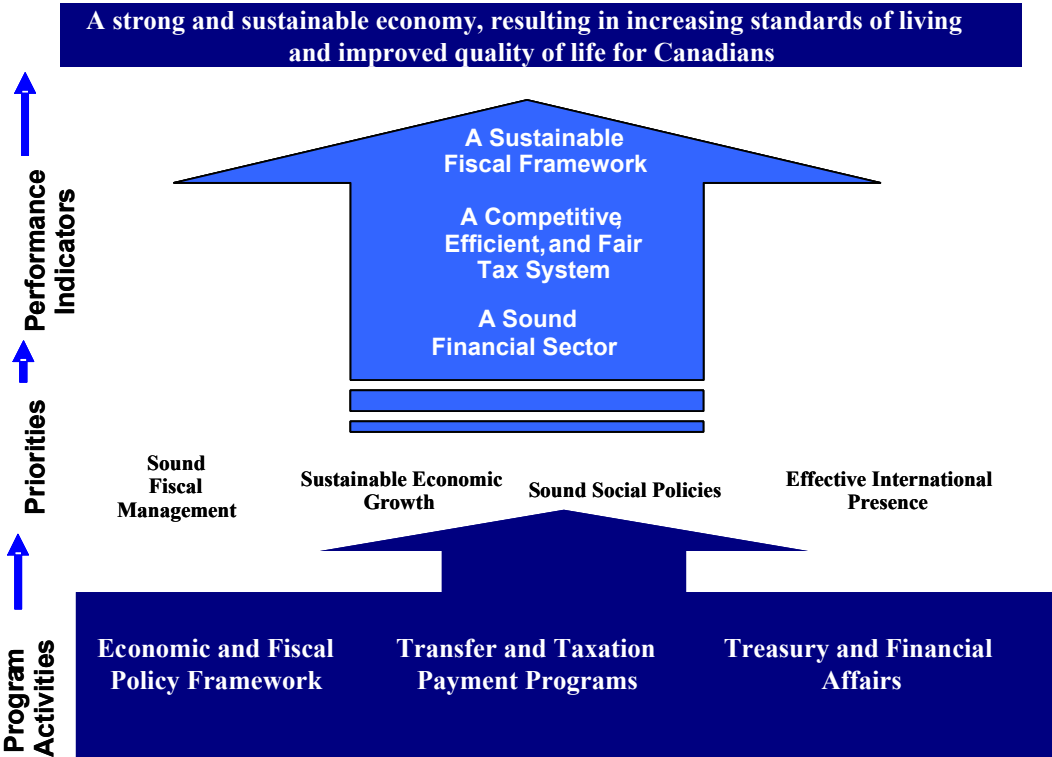 A strong and sustainable economy, resulting in increasing standards of living
and improved quality of life for Canadians
Performance
Indicators
A Sustainable
Fiscal Framework
A Competitive,
Efficient, and Fair
Tax System
A Sound
Financial Sector
Priorities
Sound
Fiscal
Management
Sustainable Economic
Growth
Sound Social Policies
Effective International
Presence
Program
Activities
Economic and Fiscal
Policy Framework
Transfer and Taxation
Payment Programs
Treasury and Financial
Affairs